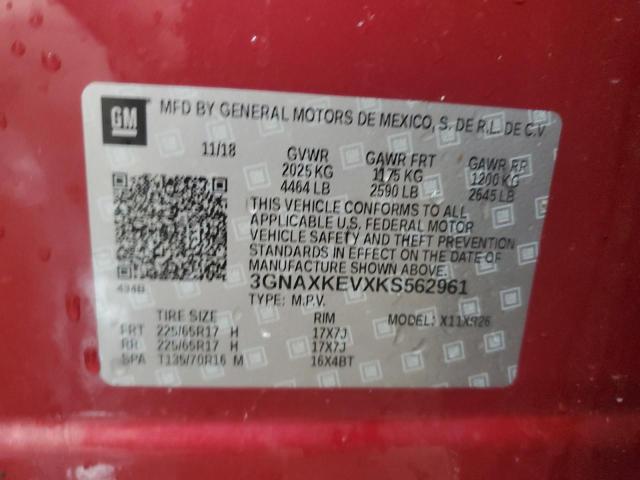 GM
MFD BY GENERAL MOTORS DE MEXICO, S. DE R.L. DE C.V
11/18 GVWR GAWR FRT GAWR RR
2025 KG 1175 KG 1200 KG
4464 LB 2590 LB 2645 LB
THIS VEHICLE CONFORMS TO ALL
APPLICABLE U.S. FEDERAL MOTOR
VEHICLE SAFETY AND THEFT PREVENTION
STANDARDS IN EFFECT ON THE DATE OF
MANUFACTURE SHOWN ABOVE.
434B 3GNAXKEVXKS562961
TYPE: M.P.V.
TIRE SIZE RIM MODEL: X11X926
FRT 225/65R17 H 17X7J
RR 225/65R17 H 17X7J
SPA T135/70R16 M 16X4BT